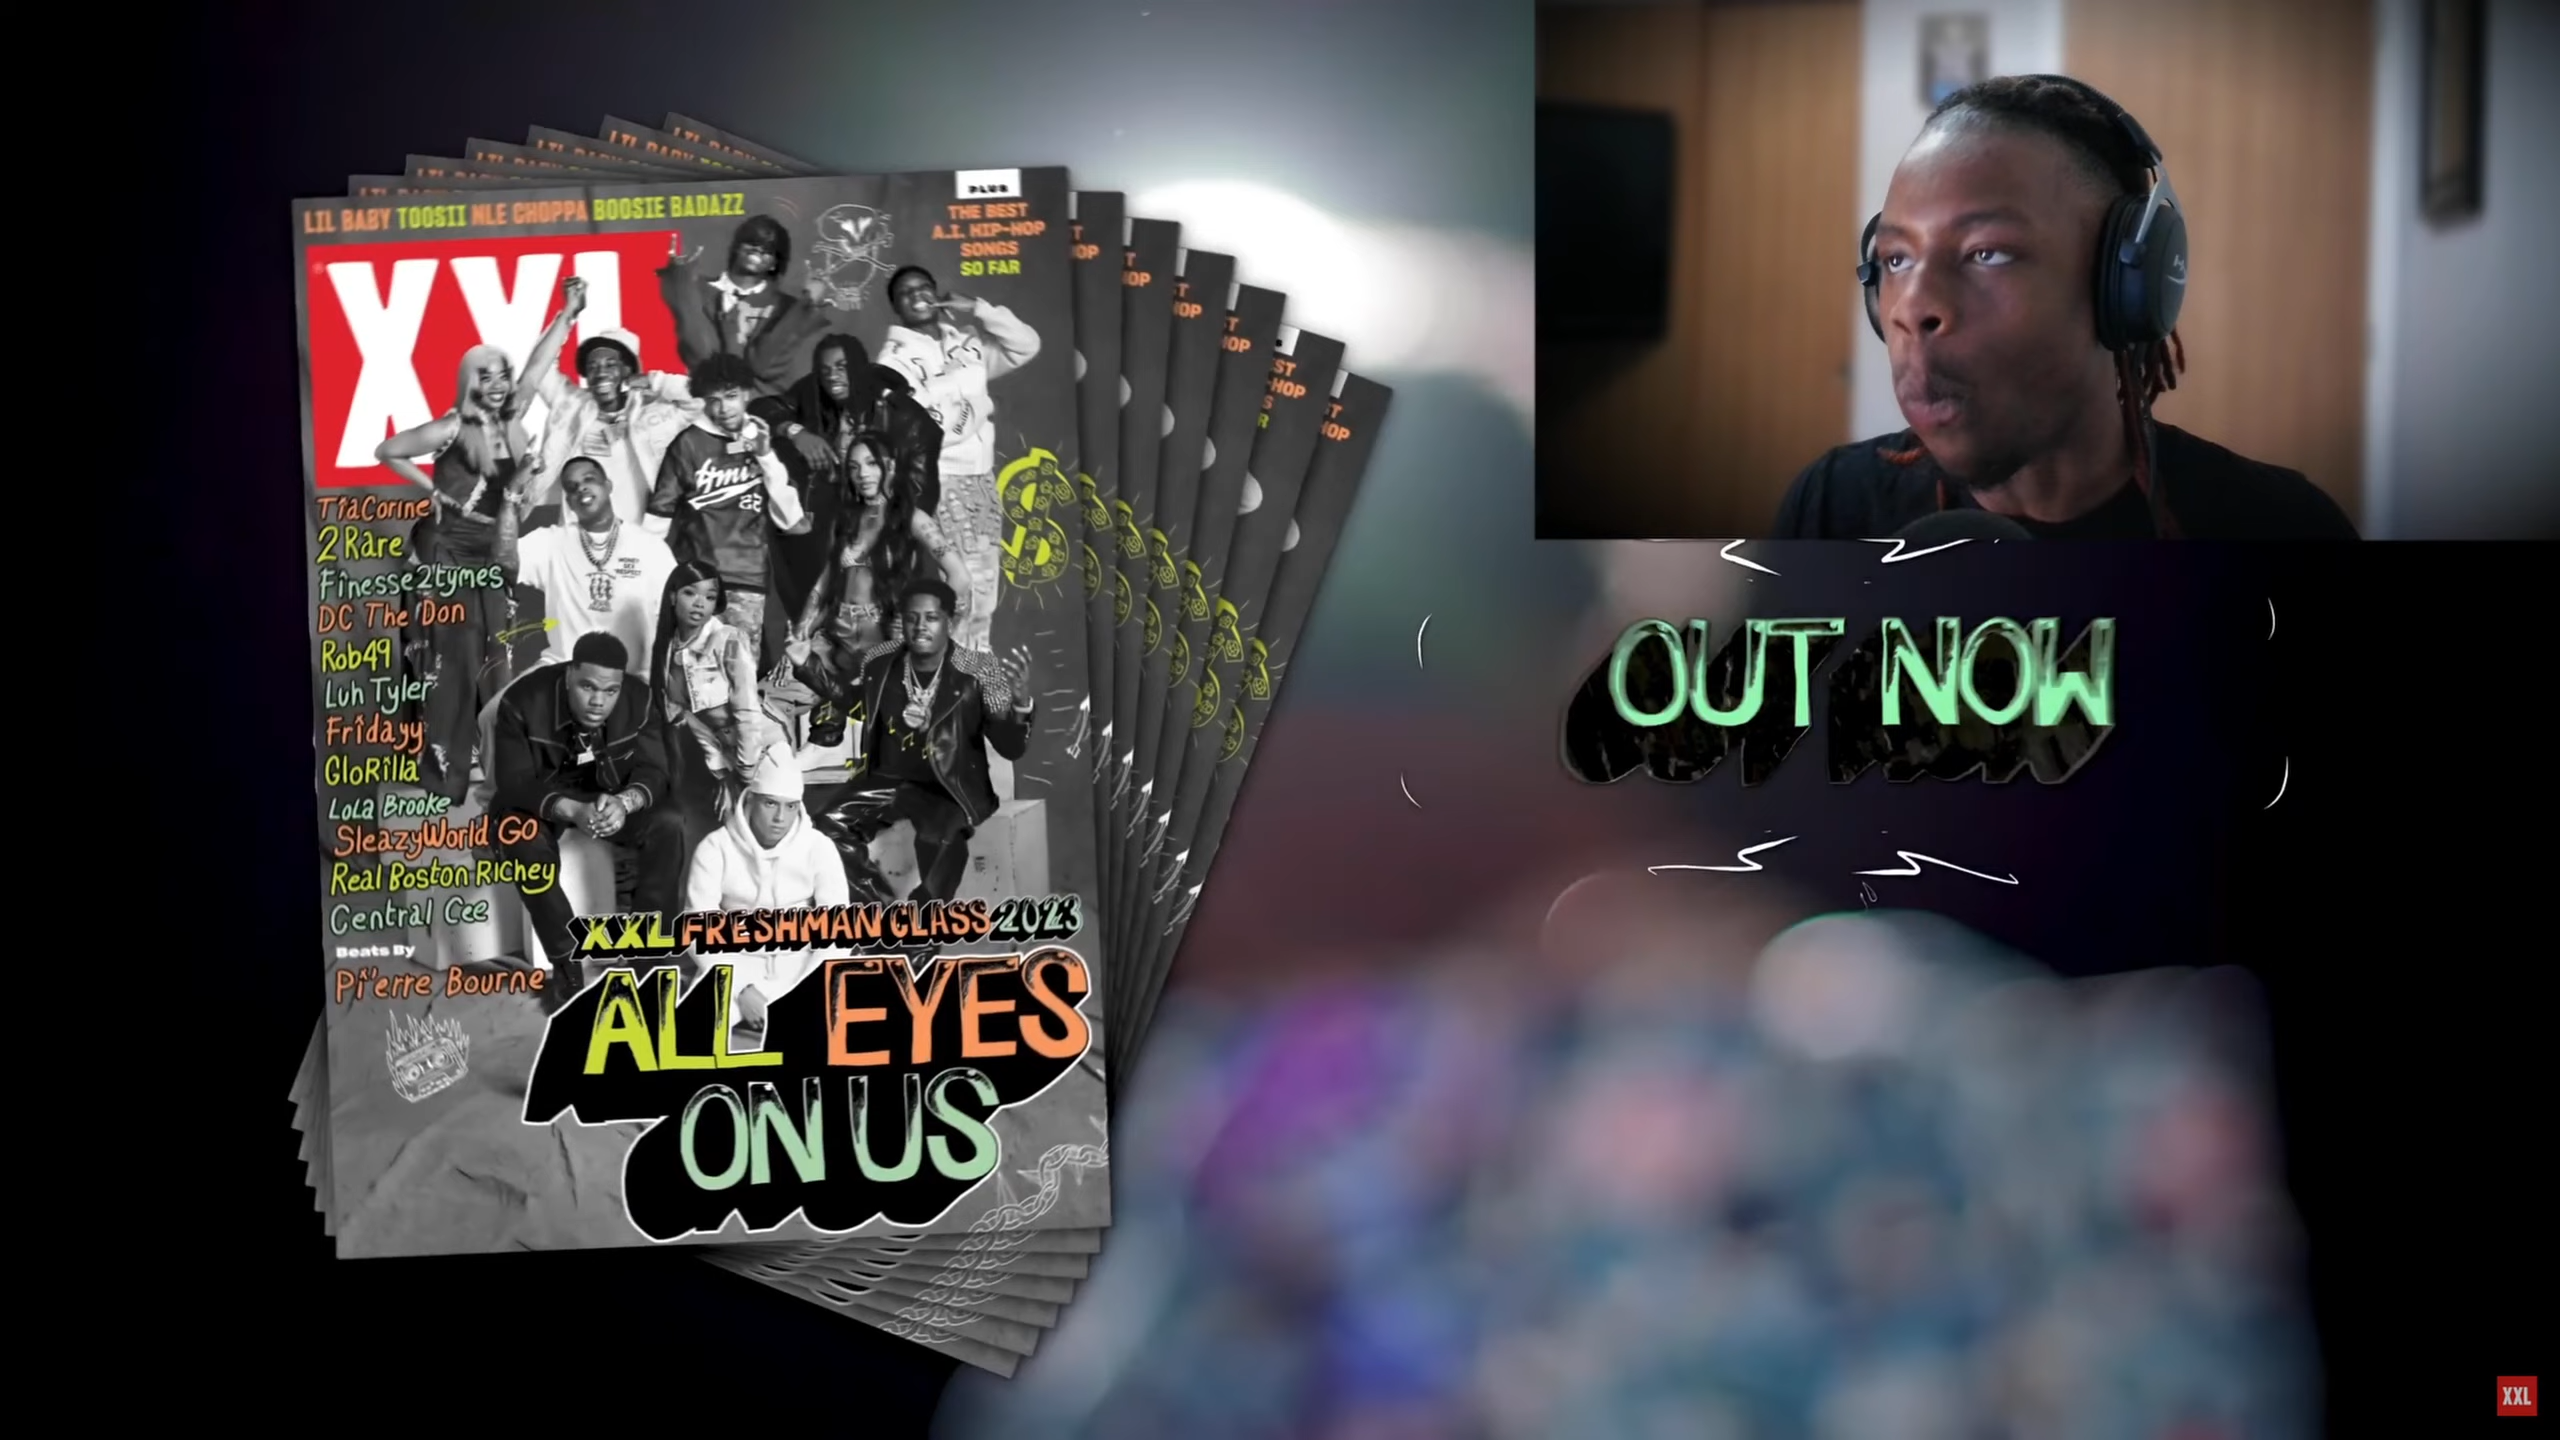 LIL BABY TOOSII NLE CHOPPA BOOSIE BADAZZ
PLUS
THE BEST
A.I. HIP-HOP
SONGS
SO FAR
XXL
TiaCorine
2 Rare
Finesse2tymes
DC The Don
Rob49
Luh Tyler
Fridayy
GloRilla
Lola Brooke
SleazyWorld Go
Real Boston Richey
Central Cee
Beats By
Pi'erre Bourne
XXL FRESHMAN CLASS 2023
ALL EYES
ON US
OUT NOW
XXL